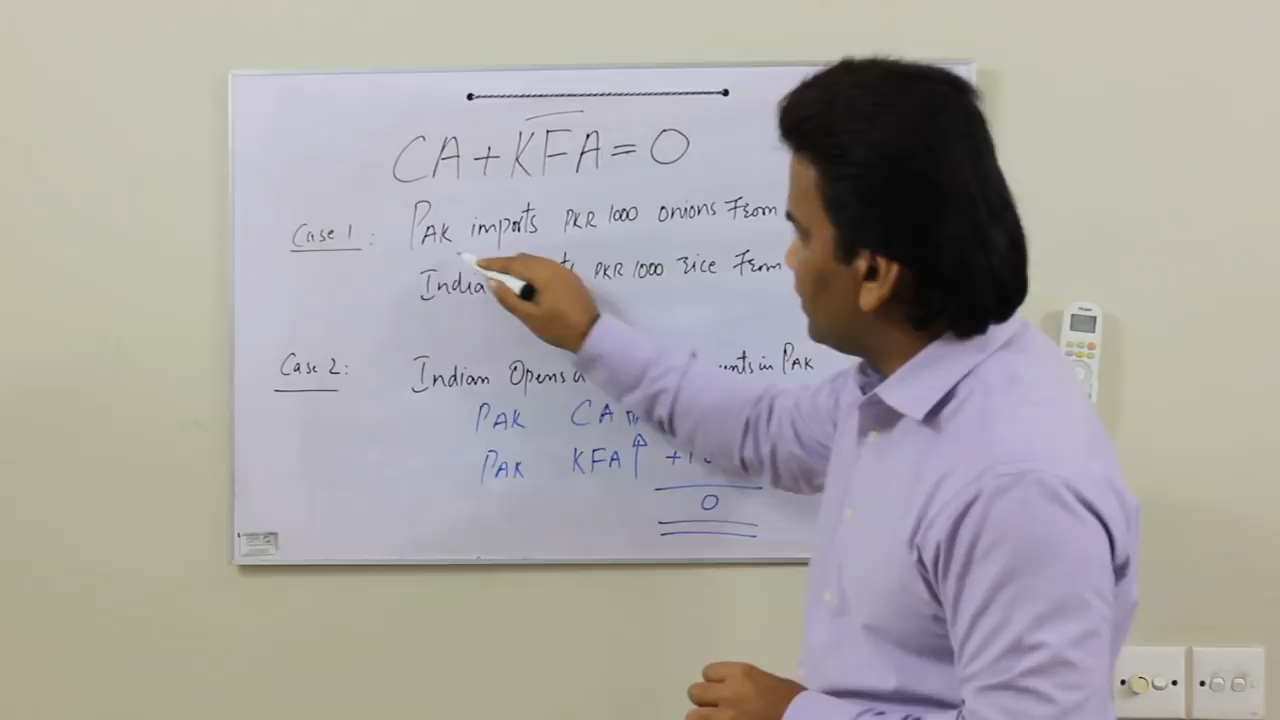 CA + KFA = 0
Case 1 : PAK imports PKR 1000 onions From
India PKR 1000 rice From
Case 2 : Indian Opens in PAK
PAK CA
PAK KFA ↑
0